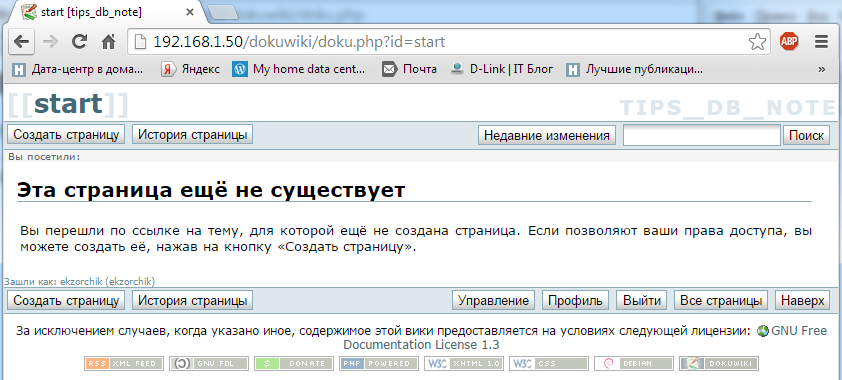 start [tips_db_note]
192.168.1.50/dokuwiki/doku.php?id=start
ABP
Дата-центр в дома... Яндекс My home data cent... Почта D-Link | IT Блог Лучшие публикаци... »
[[start]] TIPS_DB_NOTE
Создать страницу История страницы Недавние изменения Поиск
Вы посетили:
Эта страница ещё не существует
Вы перешли по ссылке на тему, для которой ещё не создана страница. Если позволяют ваши права доступа, вы
можете создать её, нажав на кнопку «Создать страницу».
Зашли как: ekzorchik (ekzorchik)
Создать страницу История страницы Управление Профиль Выйти Все страницы Наверх
За исключением случаев, когда указано иное, содержимое этой вики предоставляется на условиях следующей лицензии: GNU Free
Documentation License 1.3
RSS XML FEED GNU FDL $ DONATE PHP POWERED W3C XHTML 1.0 W3C CSS DEBIAN DOKUWIKI